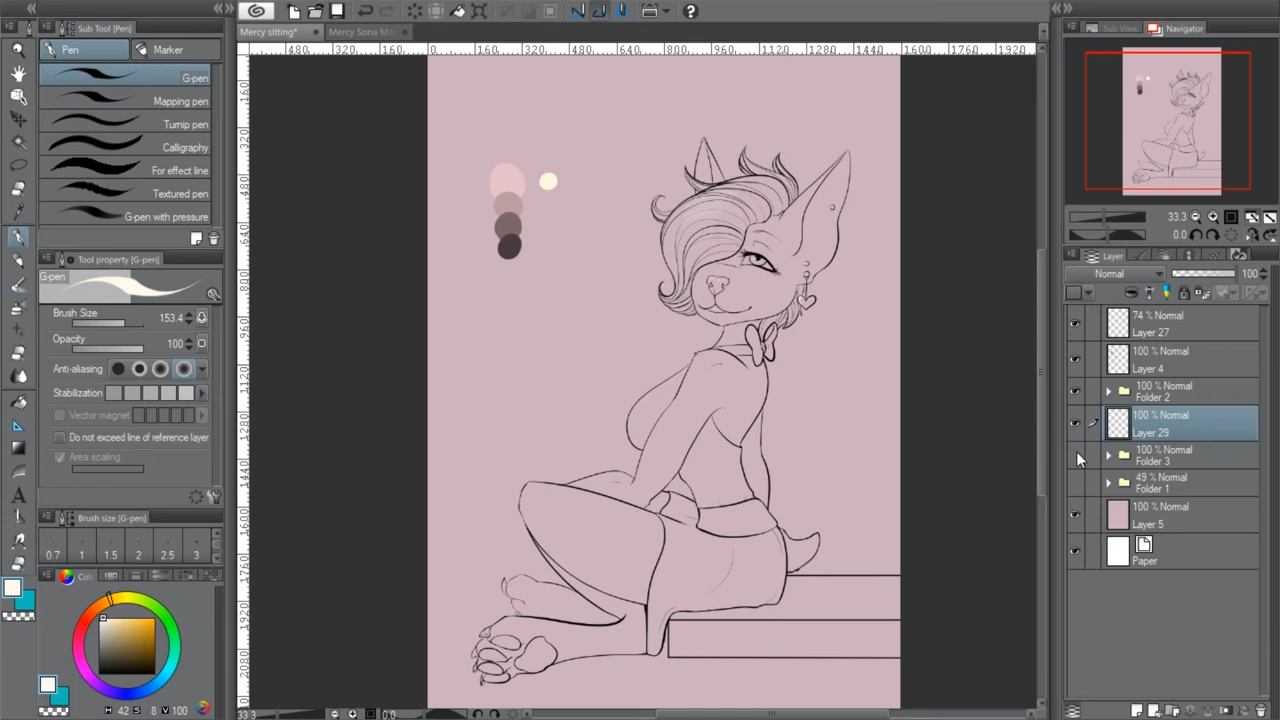 Sub Tool [Pen]
Pen
Marker
G-pen
Mapping pen
Turnip pen
Calligraphy
For effect line
Textured pen
G-pen with pressure
Tool property [G-pen]
G-pen
Brush Size 153.4
Opacity 100
Anti-aliasing
Stabilization
Vector magnet
Do not exceed line of reference layer
Area scaling
Brush size [G-pen]
0.7 1 1.5 2 2.5 3
H 42 S 8 V 100
Mercy sitting*
Mercy Sona Ma
480 320 160 0 160 320 480 640 800 960 1120 1280 1440 1600 1760 1920
33.3
0.0
Sub View
Navigator
33.3
0.0
Layer
Normal
100
74 % Normal
Layer 27
100 % Normal
Layer 4
100 % Normal
Folder 2
100 % Normal
Layer 29
100 % Normal
Folder 3
49 % Normal
Folder 1
100 % Normal
Layer 5
Paper